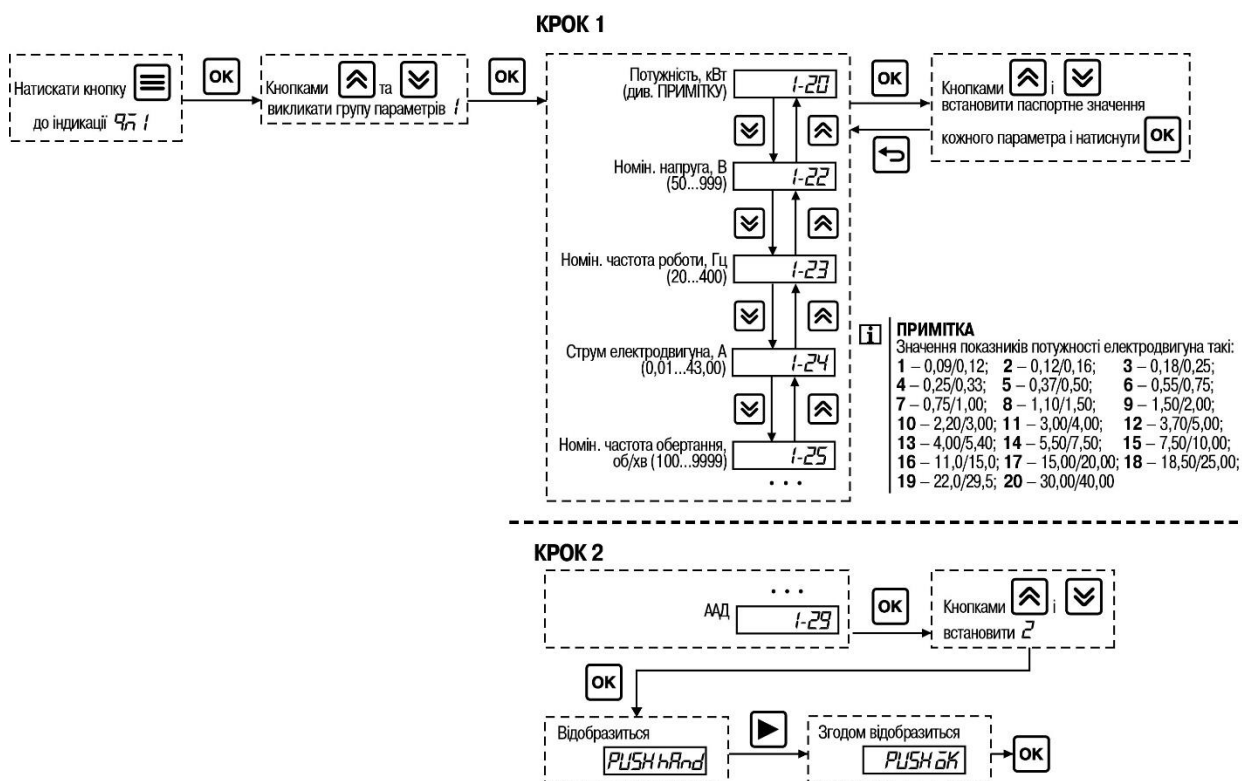 КРОК 1
Натискати кнопку
до індикації qñ1
OK
Кнопками та
викликати групу параметрів 1
OK
Потужність, кВт
(див. ПРИМІТКУ)
1-20
Номін. напруга, В
(50...999)
1-22
Номін. частота роботи, Гц
(20...400)
1-23
Струм електродвигуна, А
(0,01...43,00)
1-24
Номін. частота обертання,
об/хв (100...9999)
1-25
. . .
OK
Кнопками і
встановити паспортне значення
кожного параметра і натиснути OK
i ПРИМІТКА
Значення показників потужності електродвигуна такі:
1 – 0,09/0,12; 2 – 0,12/0,16; 3 – 0,18/0,25;
4 – 0,25/0,33; 5 – 0,37/0,50; 6 – 0,55/0,75;
7 – 0,75/1,00; 8 – 1,10/1,50; 9 – 1,50/2,00;
10 – 2,20/3,00; 11 – 3,00/4,00; 12 – 3,70/5,00;
13 – 4,00/5,40; 14 – 5,50/7,50; 15 – 7,50/10,00;
16 – 11,0/15,0; 17 – 15,00/20,00; 18 – 18,50/25,00;
19 – 22,0/29,5; 20 – 30,00/40,00
КРОК 2
. . .
ААД
1-29
OK
Кнопками і
встановити 2
OK
Відобразиться
PUSH hAnd
Згодом відобразиться
PUSH õK
OK